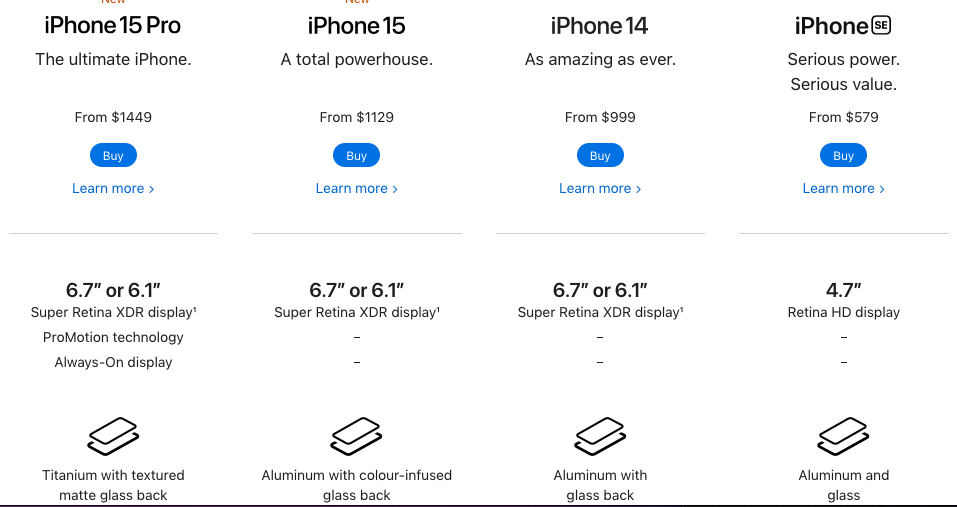 New
New
iPhone 15 Pro
iPhone 15
iPhone 14
iPhone SE
The ultimate iPhone.
A total powerhouse.
As amazing as ever.
Serious power.
Serious value.
From $1449
From $1129
From $999
From $579
Buy
Buy
Buy
Buy
Learn more >
Learn more >
Learn more >
Learn more >
6.7” or 6.1”
6.7” or 6.1”
6.7” or 6.1”
4.7”
Super Retina XDR display¹
Super Retina XDR display¹
Super Retina XDR display¹
Retina HD display
ProMotion technology
–
–
–
Always-On display
–
–
–
Titanium with textured
matte glass back
Aluminum with colour-infused
glass back
Aluminum with
glass back
Aluminum and
glass